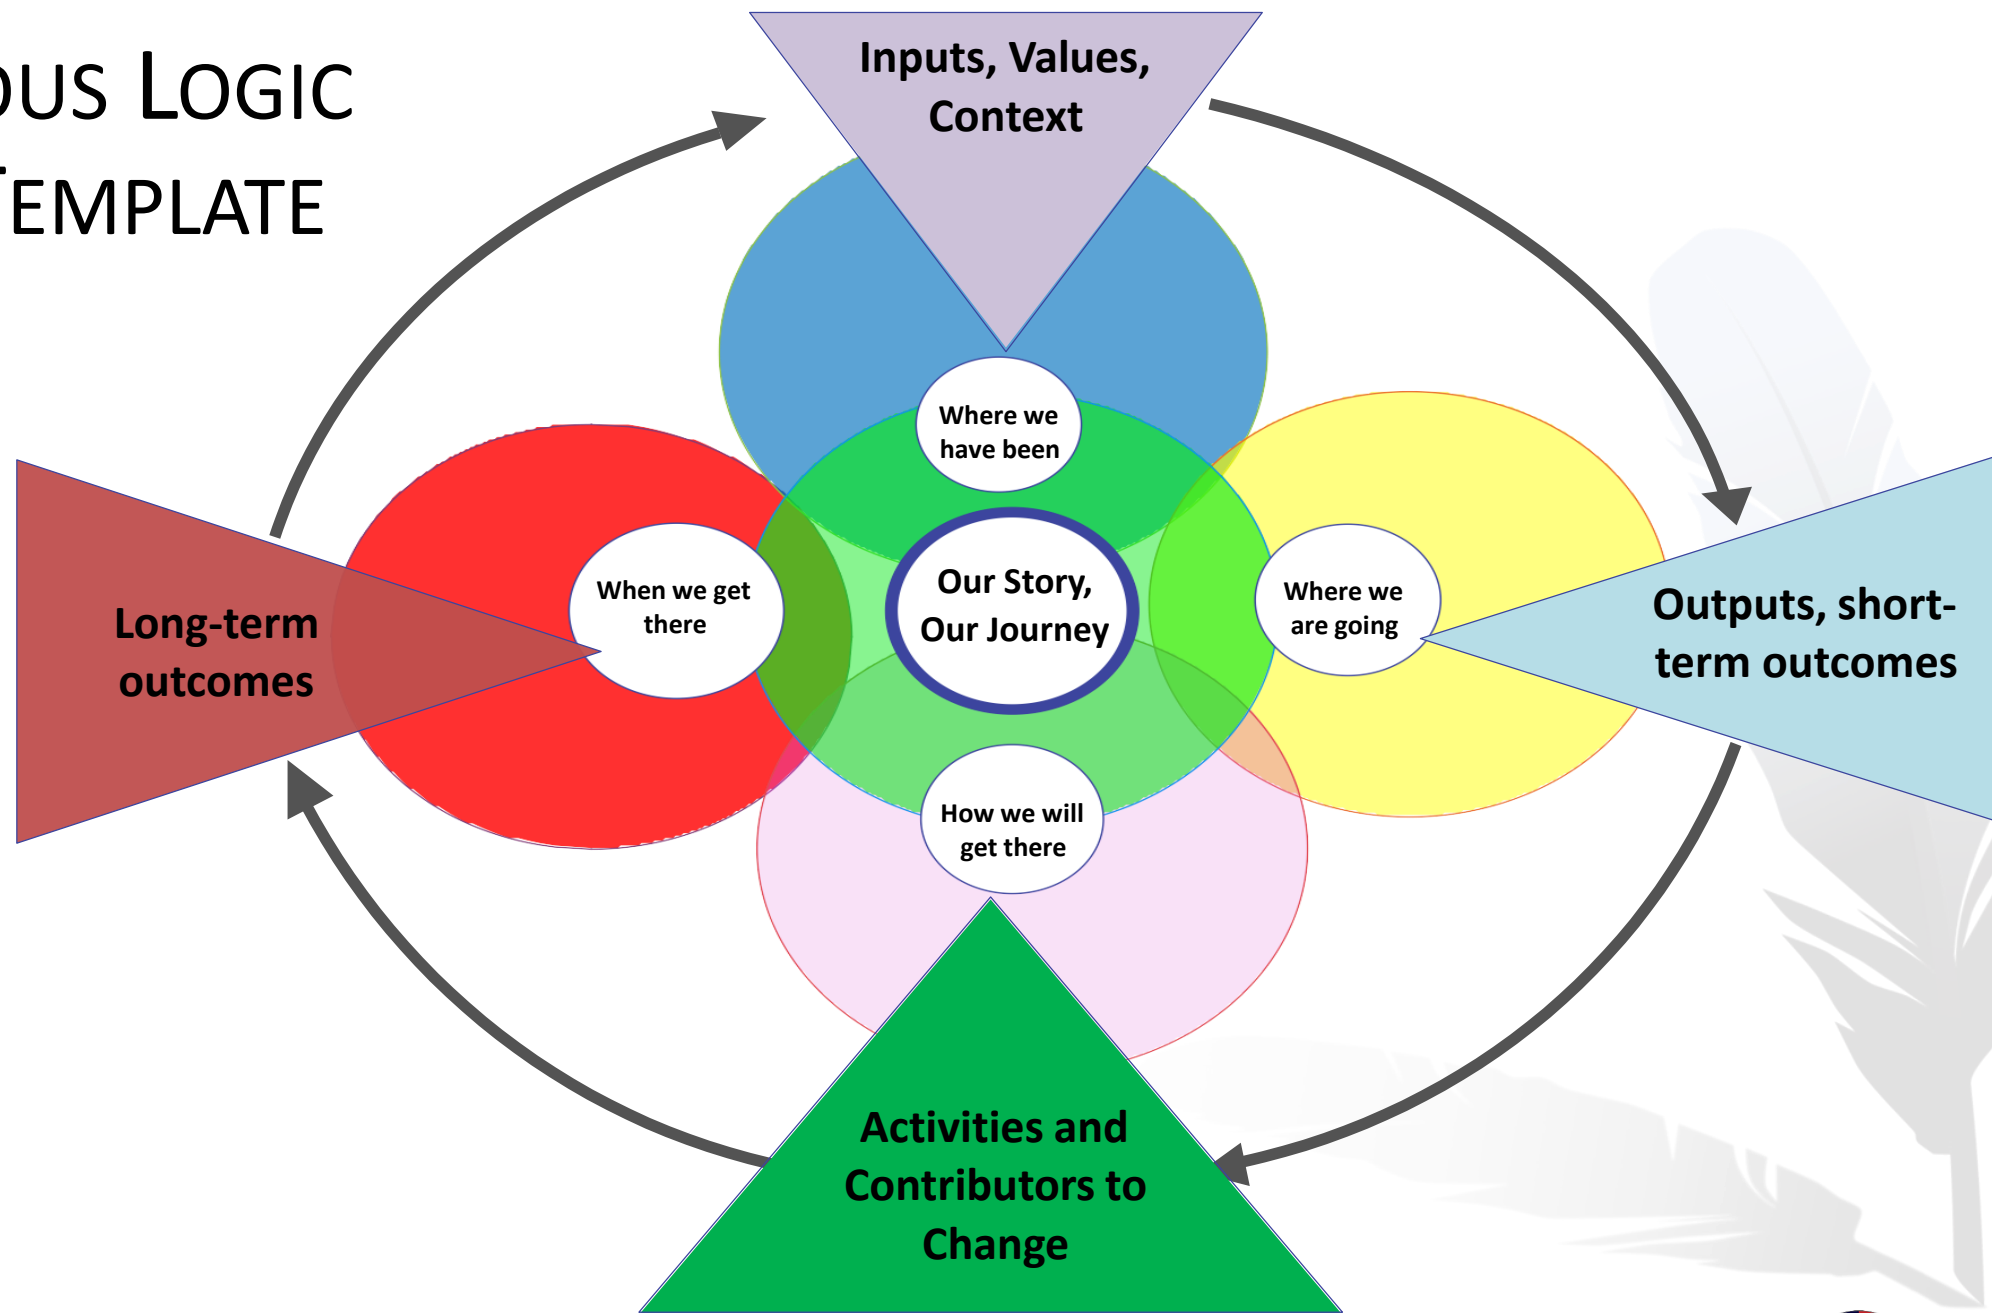 OUS LOGIC
TEMPLATE
Inputs, Values,
Context
Where we
have been
When we get
there
Our Story,
Our Journey
Where we
are going
Long-term
outcomes
Outputs, short-
term outcomes
How we will
get there
Activities and
Contributors to
Change